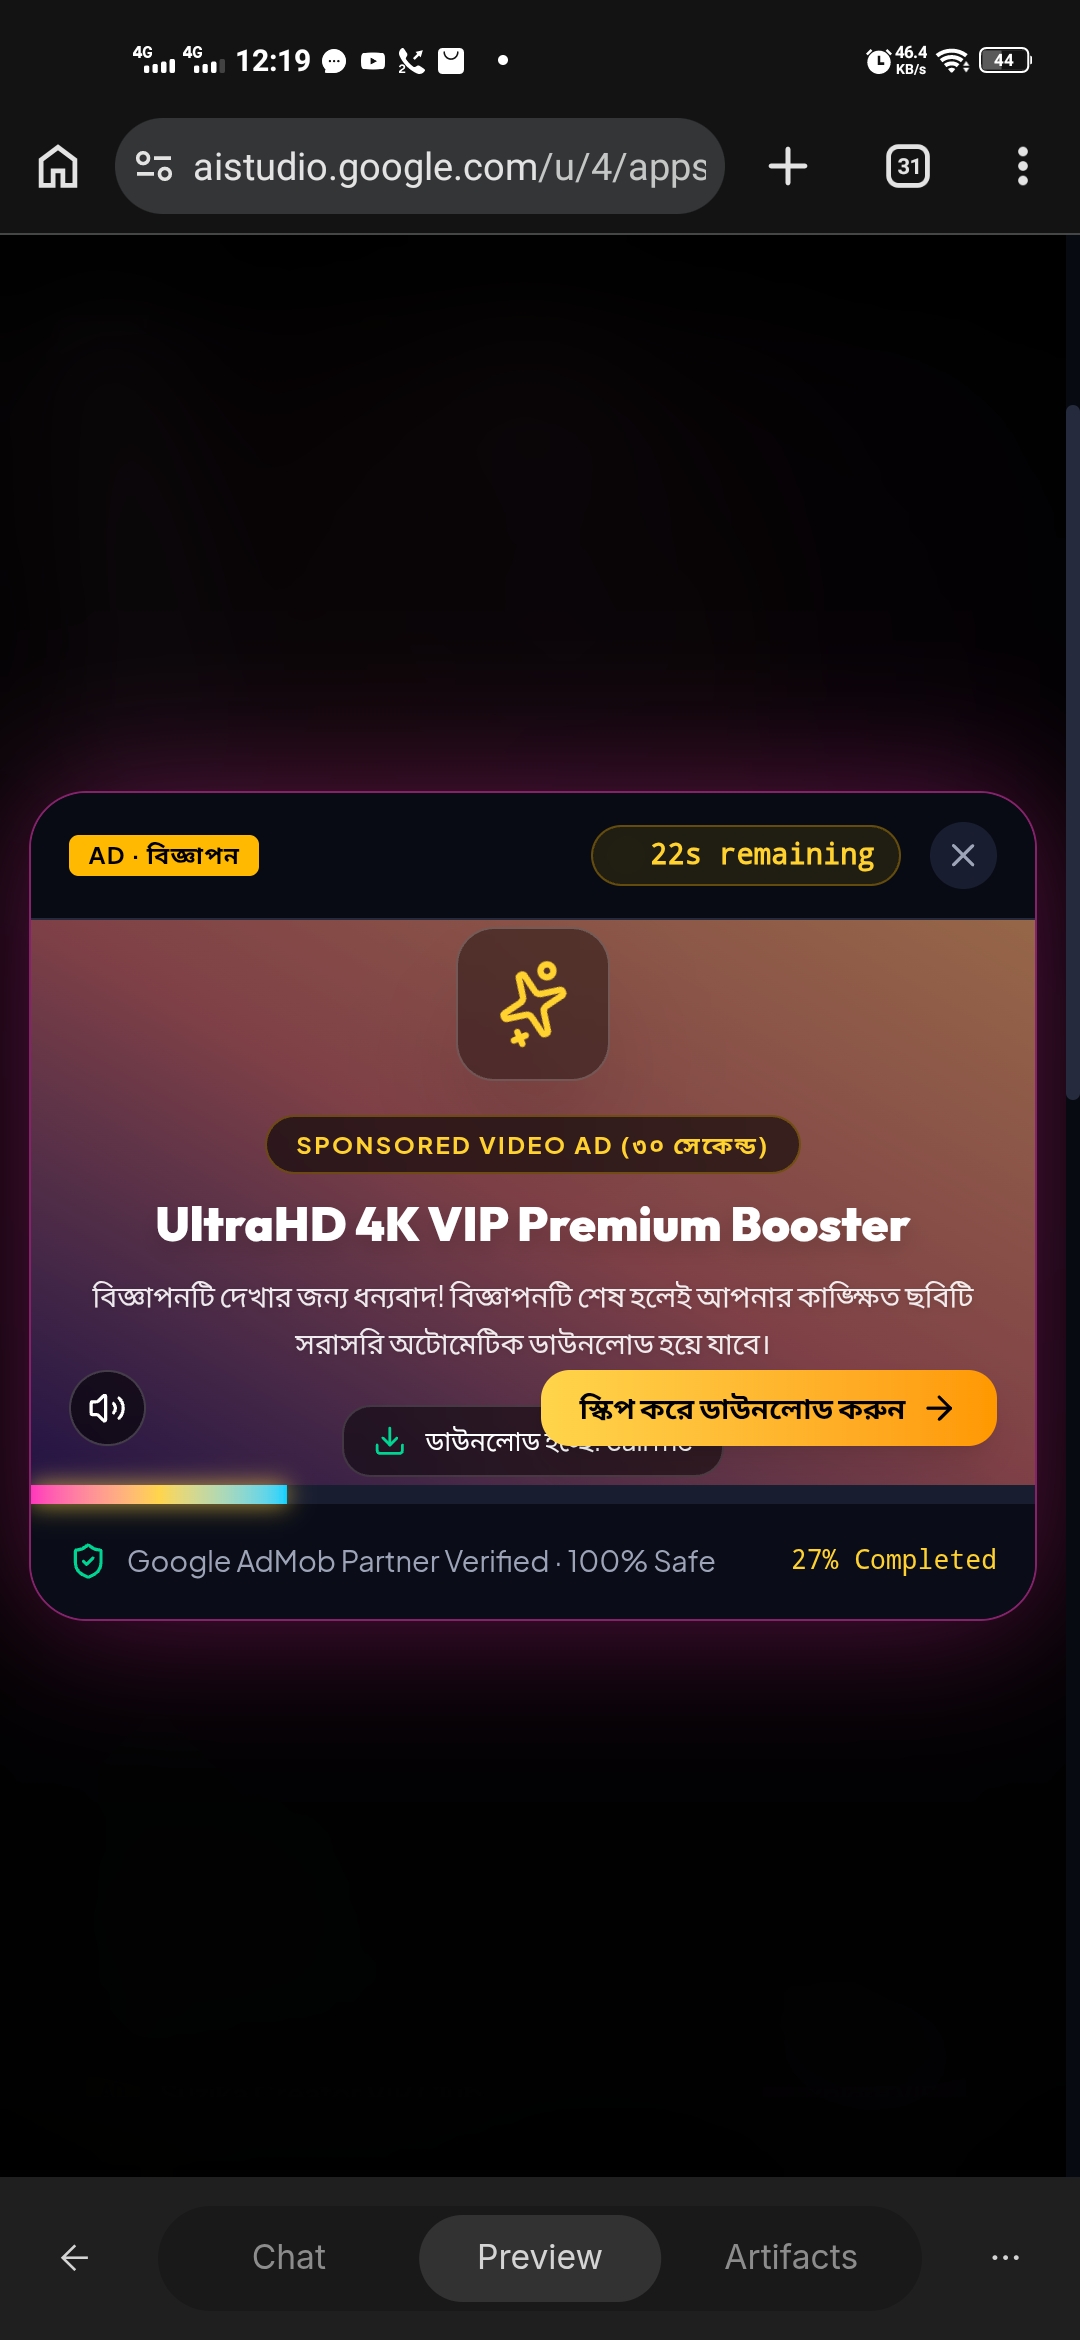 4G 4G 12:19 46.4 KB/s 44
aistudio.google.com/u/4/apps 31
AD · বিজ্ঞাপন 22s remaining
SPONSORED VIDEO AD (৩০ সেকেন্ড)
UltraHD 4K VIP Premium Booster
বিজ্ঞাপনটি দেখার জন্য ধন্যবাদ! বিজ্ঞাপনটি শেষ হলেই আপনার কাঙ্ক্ষিত ছবিটি
সরাসরি অটোমেটিক ডাউনলোড হয়ে যাবে।
স্কিপ করে ডাউনলোড করুন
ডাউনলোড
Google AdMob Partner Verified · 100% Safe 27% Completed
Chat Preview Artifacts